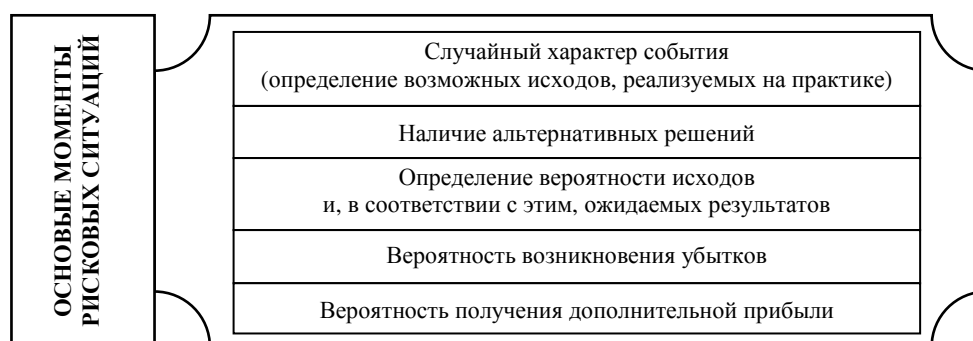 ОСНОВНЫЕ МОМЕНТЫ
РИСКОВЫХ СИТУАЦИЙ
Случайный характер события
(определение возможных исходов, реализуемых на практике)
Наличие альтернативных решений
Определение вероятности исходов
и, в соответствии с этим, ожидаемых результатов
Вероятность возникновения убытков
Вероятность получения дополнительной прибыли